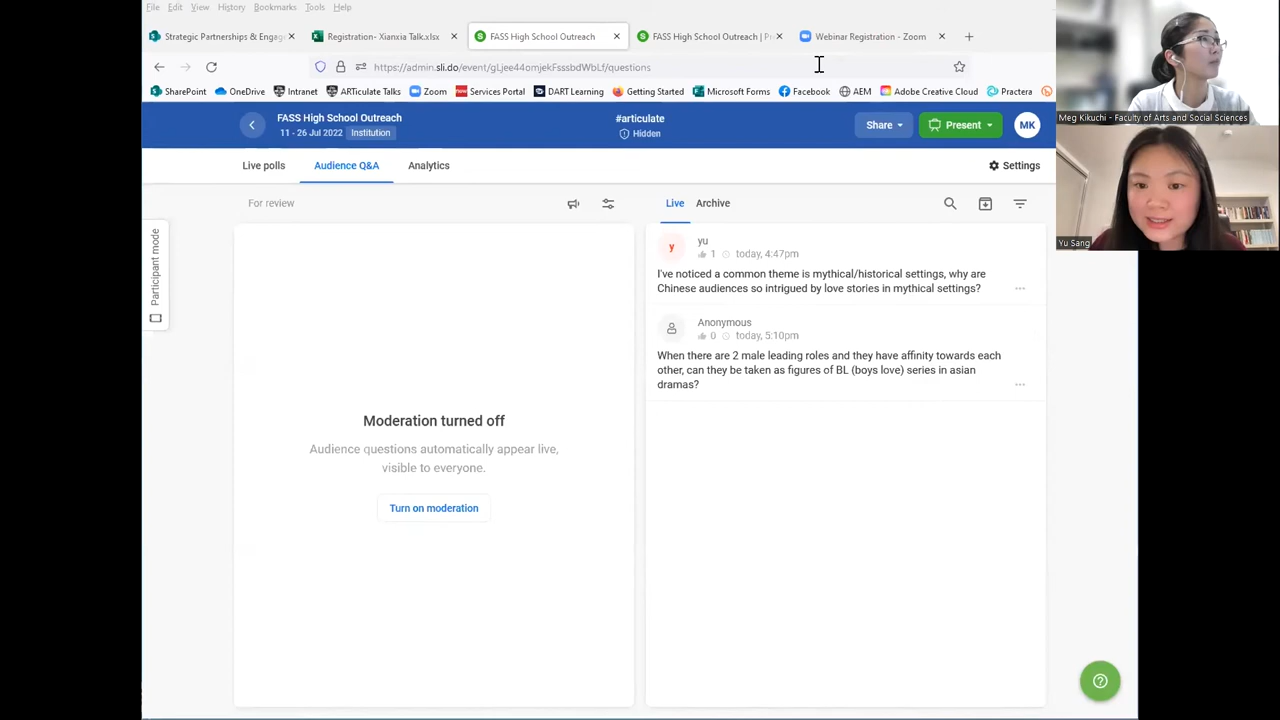 File Edit View History Bookmarks Tools Help
Strategic Partnerships & Engag
Registration- Xianxia Talk.xlsx
FASS High School Outreach
FASS High School Outreach | P
Webinar Registration - Zoom
https://admin.sli.do/event/gLjee44omjekFsssbdWbLf/questions
SharePoint OneDrive Intranet ARTiculate Talks Zoom Services Portal DART Learning Getting Started Microsoft Forms Facebook AEM Adobe Creative Cloud Practera
FASS High School Outreach
11 - 26 Jul 2022 Institution
#articulate
Hidden
Share
Present
MK
Live polls Audience Q&A Analytics
Settings
Participant mode
For review
Live Archive
Moderation turned off
Audience questions automatically appear live,
visible to everyone.
Turn on moderation
y
yu
1 today, 4:47pm
I've noticed a common theme is mythical/historical settings, why are
Chinese audiences so intrigued by love stories in mythical settings?
Anonymous
0 today, 5:10pm
When there are 2 male leading roles and they have affinity towards each
other, can they be taken as figures of BL (boys love) series in asian
dramas?
Meg Kikuchi - Faculty of Arts and Social Sciences
Yu Sang